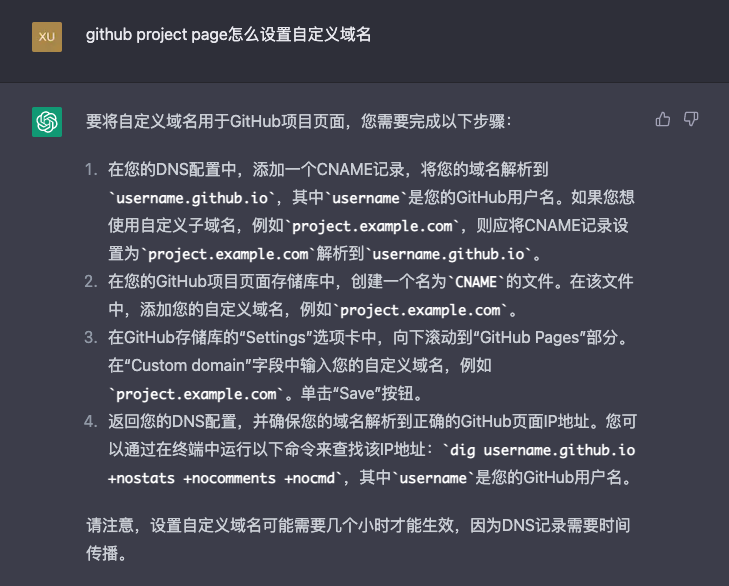 XU
github project page怎么设置自定义域名
要将自定义域名用于GitHub项目页面，您需要完成以下步骤：
1. 在您的DNS配置中，添加一个CNAME记录，将您的域名解析到
`username.github.io`，其中`username`是您的GitHub用户名。如果您想
使用自定义子域名，例如`project.example.com`，则应将CNAME记录设
置为`project.example.com`解析到`username.github.io`。
2. 在您的GitHub项目页面存储库中，创建一个名为`CNAME`的文件。在该文件
中，添加您的自定义域名，例如`project.example.com`。
3. 在GitHub存储库的“Settings”选项卡中，向下滚动到“GitHub Pages”部分。
在“Custom domain”字段中输入您的自定义域名，例如
`project.example.com`。单击“Save”按钮。
4. 返回您的DNS配置，并确保您的域名解析到正确的GitHub页面IP地址。您可
以通过在终端中运行以下命令来查找该IP地址：`dig username.github.io
+nostats +nocomments +nocmd`，其中`username`是您的GitHub用户名。
请注意，设置自定义域名可能需要几个小时才能生效，因为DNS记录需要时间
传播。